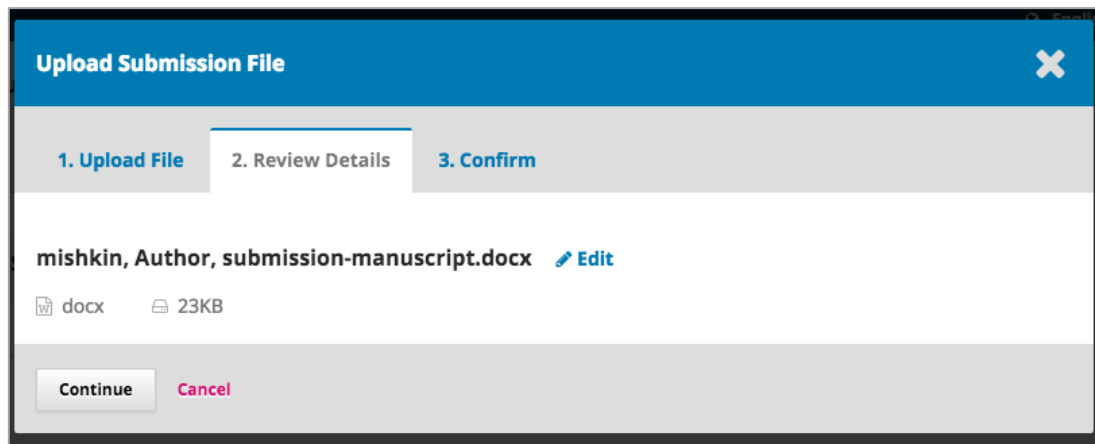 English
Upload Submission File
1. Upload File 2. Review Details 3. Confirm
mishkin, Author, submission-manuscript.docx Edit
docx 23KB
Continue Cancel